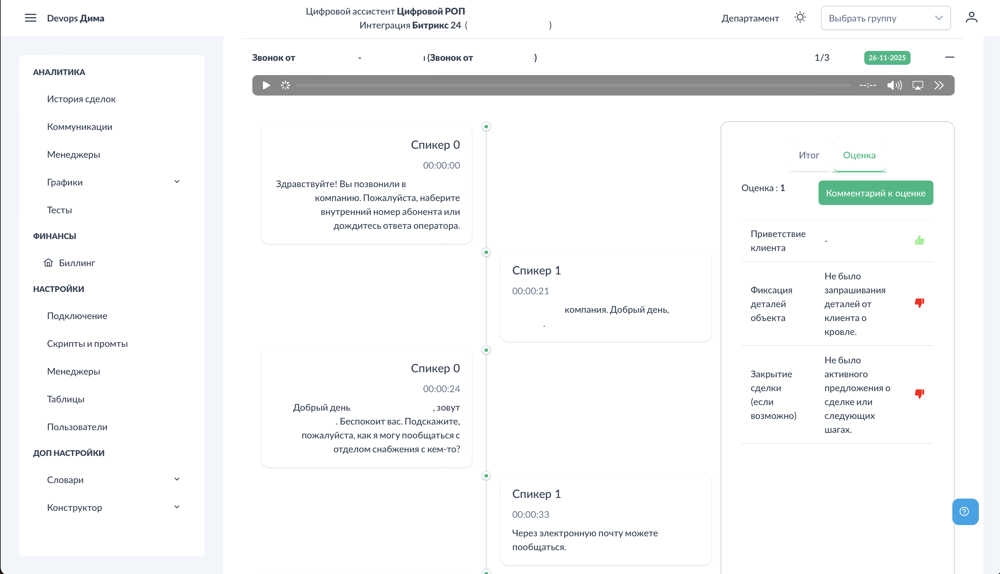 Devops Дима
Цифровой ассистент Цифровой РОП
Интеграция Битрикс 24 ( )
Департамент
Выбрать группу
АНАЛИТИКА
История сделок
Коммуникации
Менеджеры
Графики
Тесты
ФИНАНСЫ
Биллинг
НАСТРОЙКИ
Подключение
Скрипты и промты
Менеджеры
Таблицы
Пользователи
ДОП НАСТРОЙКИ
Словари
Конструктор
Звонок от - (Звонок от )
1/3
26-11-2025
--:--
Спикер 0
00:00:00
Здравствуйте! Вы позвонили в
компанию. Пожалуйста, наберите
внутренний номер абонента или
дождитесь ответа оператора.
Спикер 1
00:00:21
компания. Добрый день,
.
Спикер 0
00:00:24
Добрый день, , зовут
. Беспокоит вас. Подскажите,
пожалуйста, как я могу пообщаться с
отделом снабжения с кем-то?
Спикер 1
00:00:33
Через электронную почту можете
пообщаться.
Итог
Оценка
Оценка : 1
Комментарий к оценке
Приветствие
клиента
-
Фиксация
деталей
объекта
Не было
запрашивания
деталей от
клиента о
кровле.
Закрытие
сделки
(если
возможно)
Не было
активного
предложения о
сделке или
следующих
шагах.